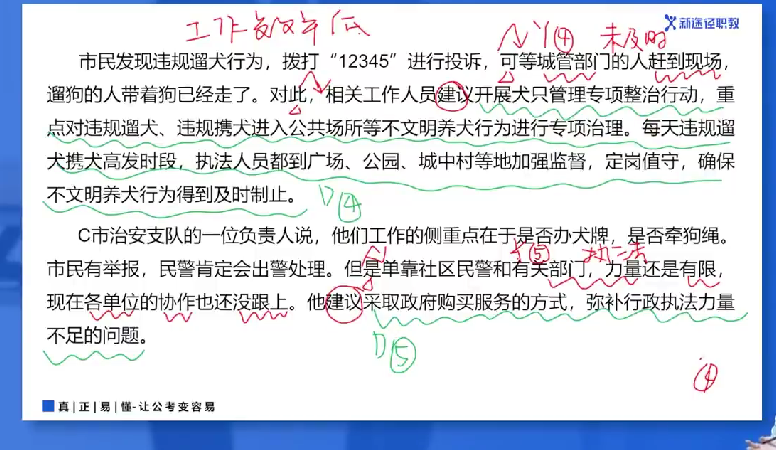 工作效率低
新途径职教
④ 未及时
市民发现违规遛犬行为，拨打“12345”进行投诉，可等城管部门的人赶到现场，
遛狗的人带着狗已经走了。对此，相关工作人员建议开展犬只管理专项整治行动，重
点对违规遛犬、违规携犬进入公共场所等不文明养犬行为进行专项治理。每天违规遛
犬携犬高发时段，执法人员都到广场、公园、城中村等地加强监督，定岗值守，确保
不文明养犬行为得到及时制止。
D④
C市治安支队的一位负责人说，他们工作的侧重点在于是否办犬牌，是否牵狗绳。
⑤
市民有举报，民警肯定会出警处理。但是单靠社区民警和有关部门，力量还是有限，
现在各单位的协作也还没跟上。他建议采取政府购买服务的方式，弥补行政执法力量
不足的问题。
D⑤
④
真|正|易|懂-让公考变容易